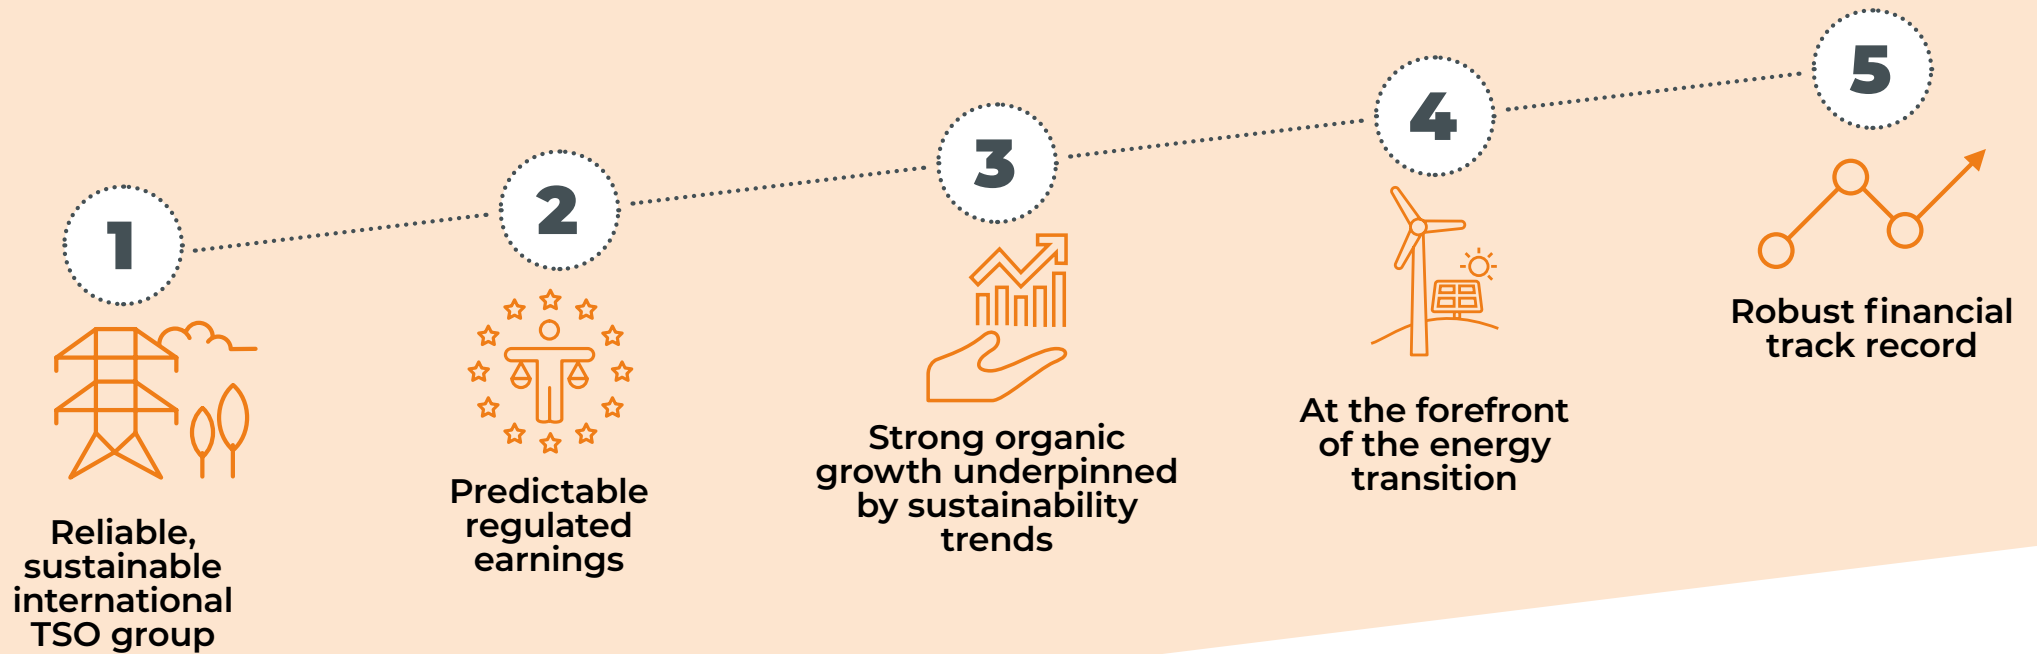 1
Reliable,
sustainable
international
TSO group
2
Predictable
regulated
earnings
3
Strong organic
growth underpinned
by sustainability
trends
4
At the forefront
of the energy
transition
5
Robust financial
track record